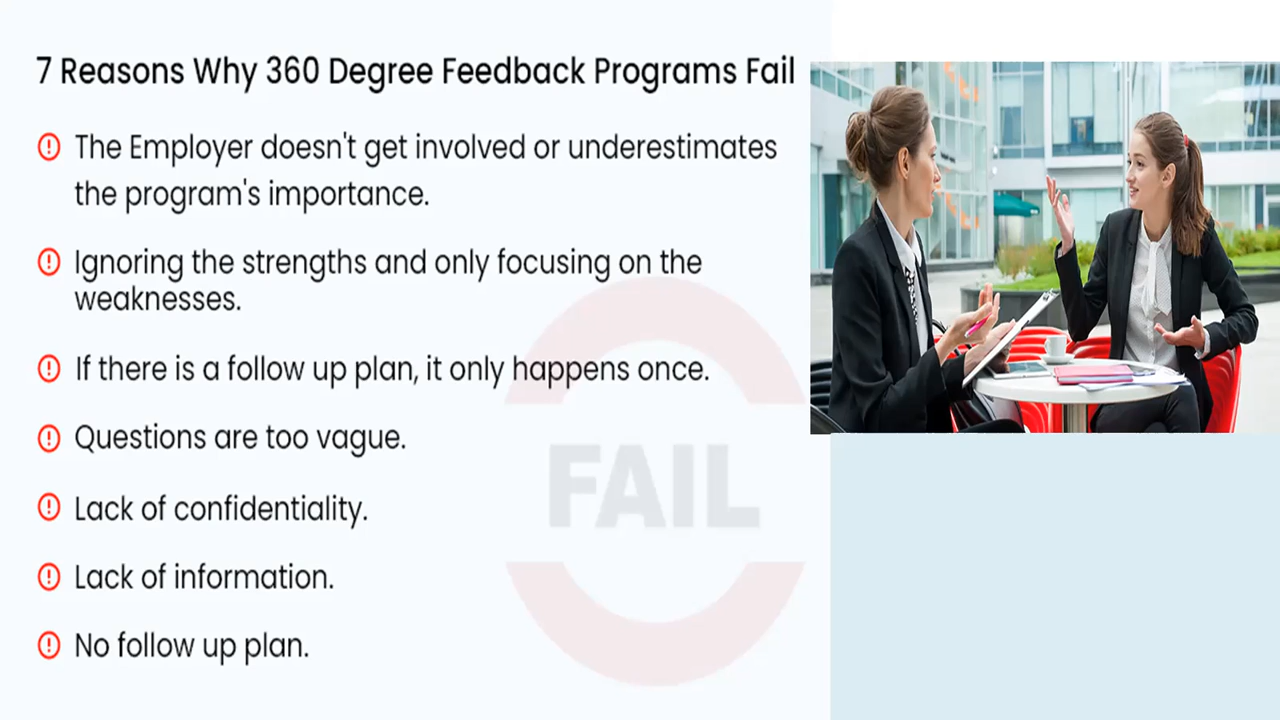 7 Reasons Why 360 Degree Feedback Programs Fail
The Employer doesn't get involved or underestimates
the program's importance.
Ignoring the strengths and only focusing on the
weaknesses.
If there is a follow up plan, it only happens once.
Questions are too vague.
FAIL
Lack of confidentiality.
Lack of information.
No follow up plan.